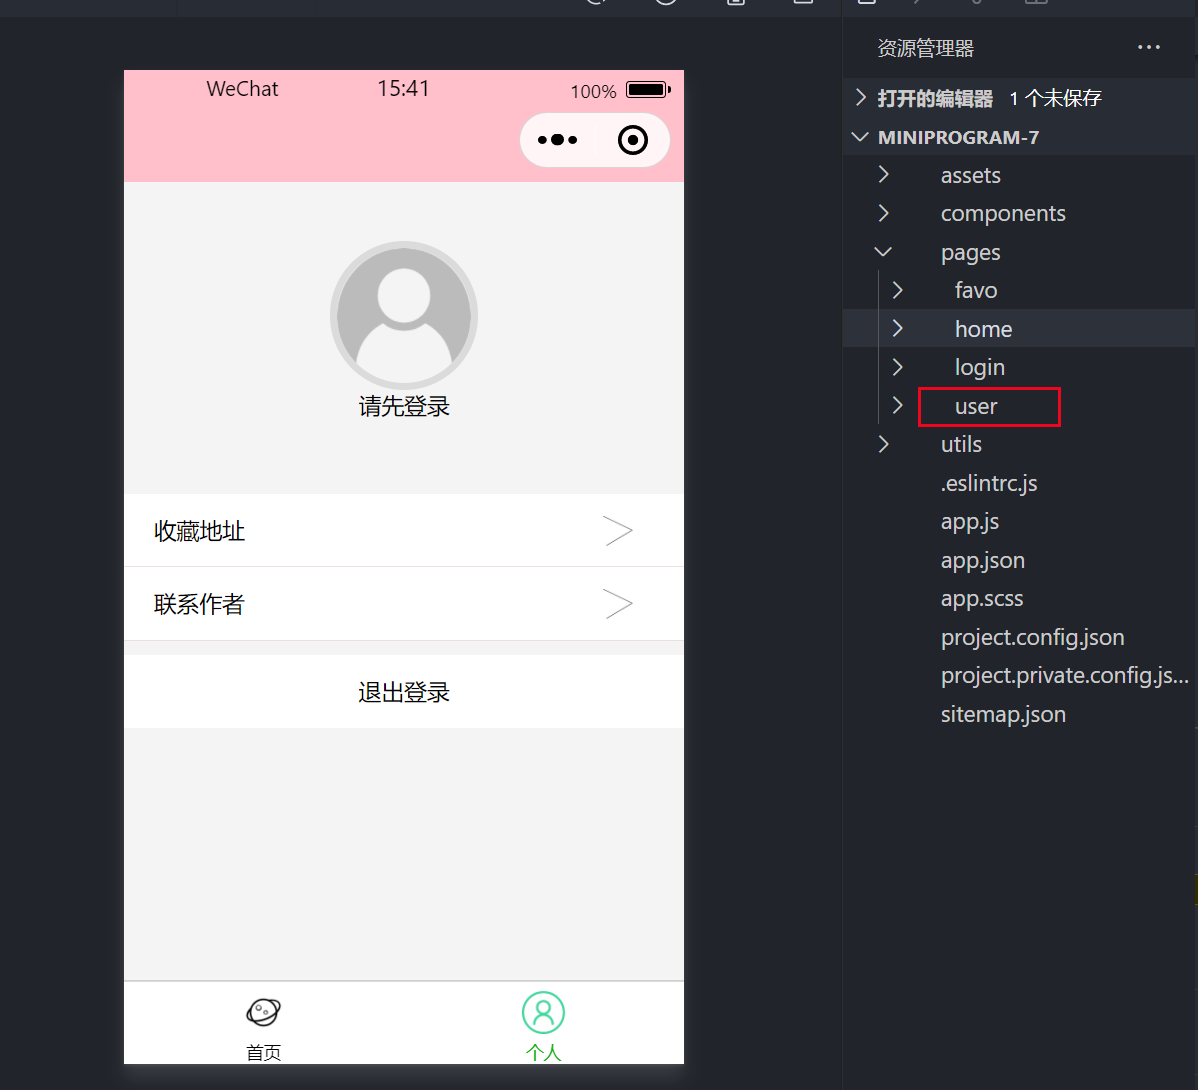 WeChat 15:41 100%
请先登录
收藏地址
联系作者
退出登录
首页 个人
资源管理器
打开的编辑器 1 个未保存
MINIPROGRAM-7
assets
components
pages
favo
home
login
user
utils
.eslintrc.js
app.js
app.json
app.scss
project.config.json
project.private.config.js...
sitemap.json